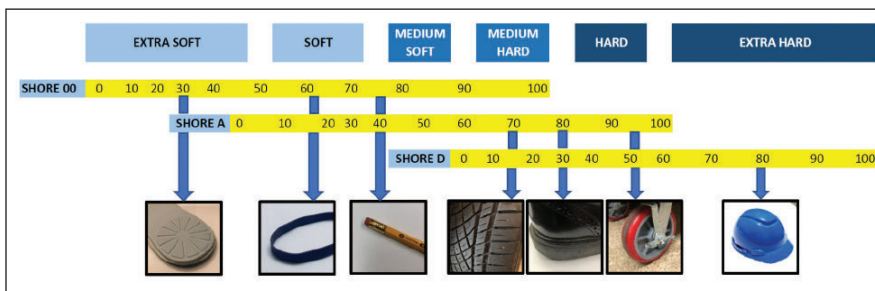 EXTRA SOFT SOFT MEDIUM SOFT MEDIUM HARD HARD EXTRA HARD
SHORE 00 0 10 20 30 40 50 60 70 80 90 100
SHORE A 0 10 20 30 40 50 60 70 80 90 100
SHORE D 0 10 20 30 40 50 60 70 80 90 100